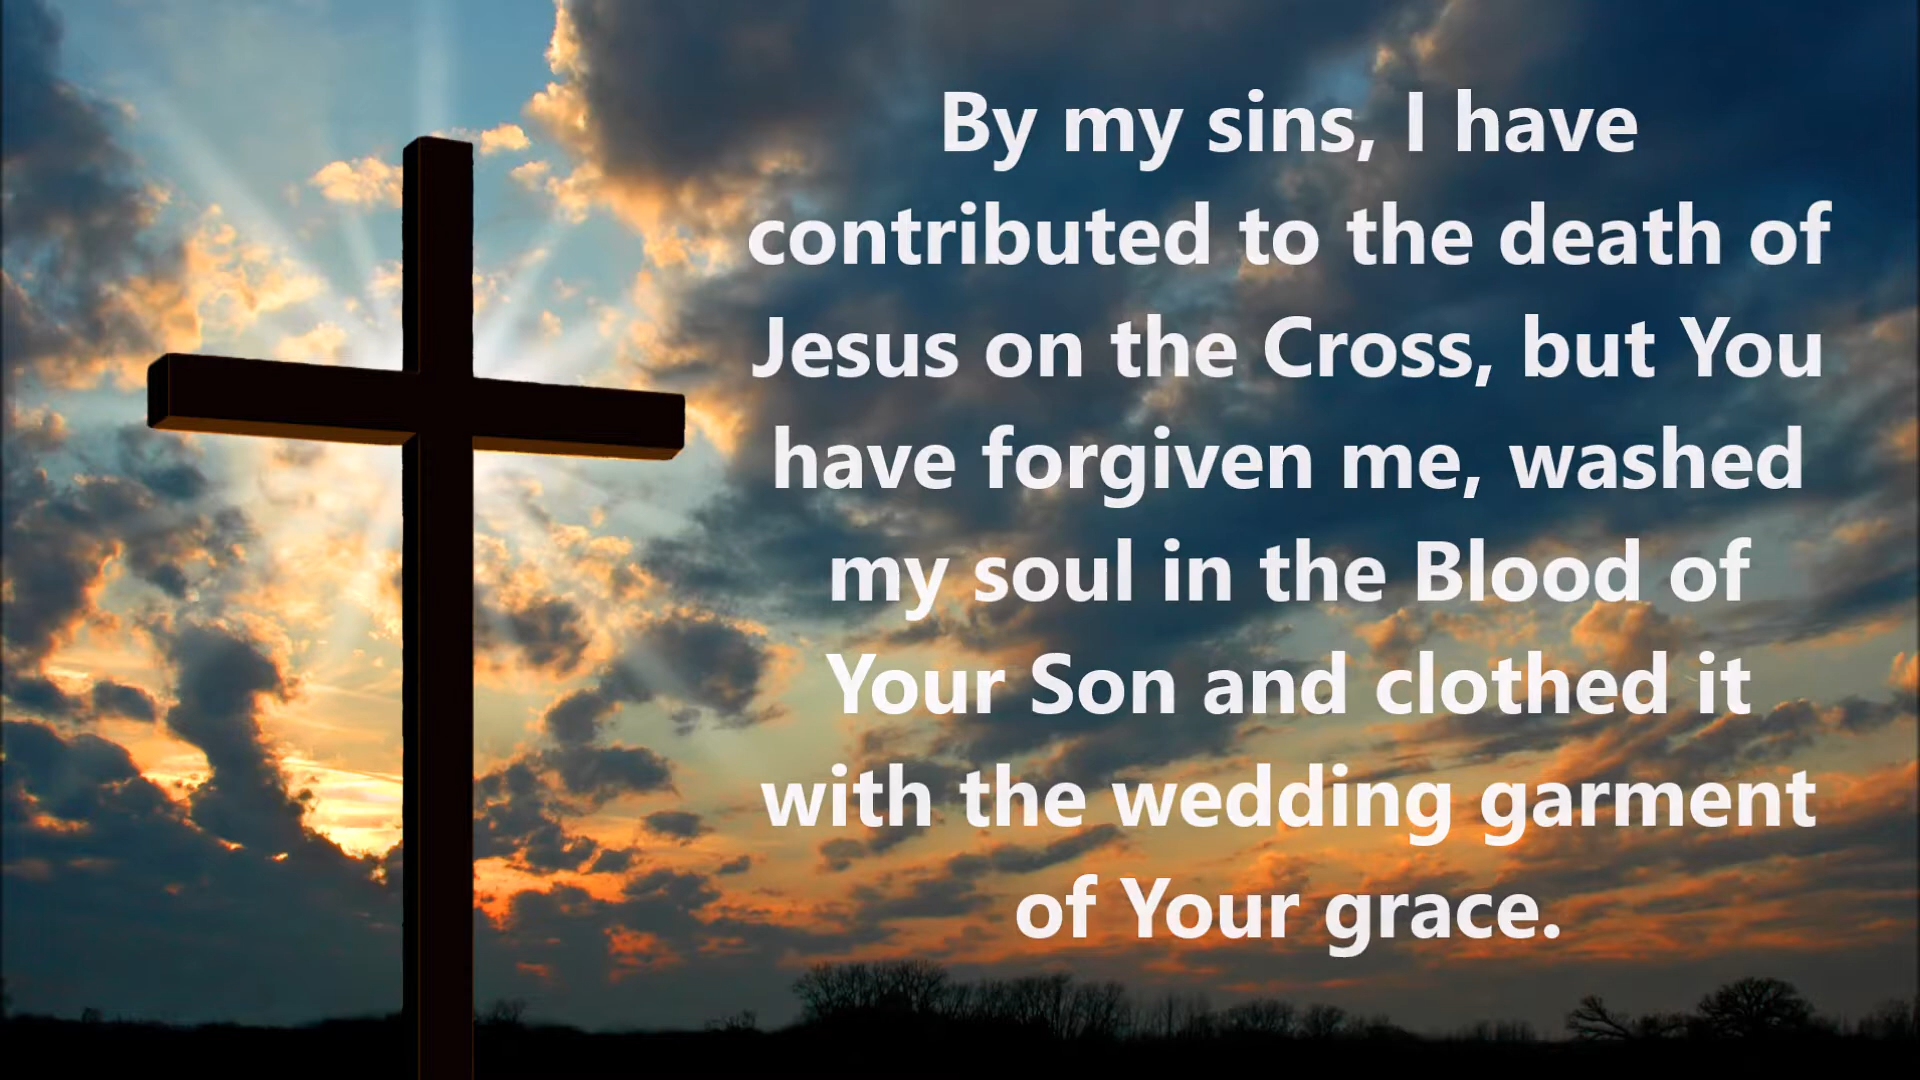 By my sins, I have
contributed to the death of
Jesus on the Cross, but You
have forgiven me, washed
my soul in the Blood of
Your Son and clothed it
with the wedding garment
of Your grace.